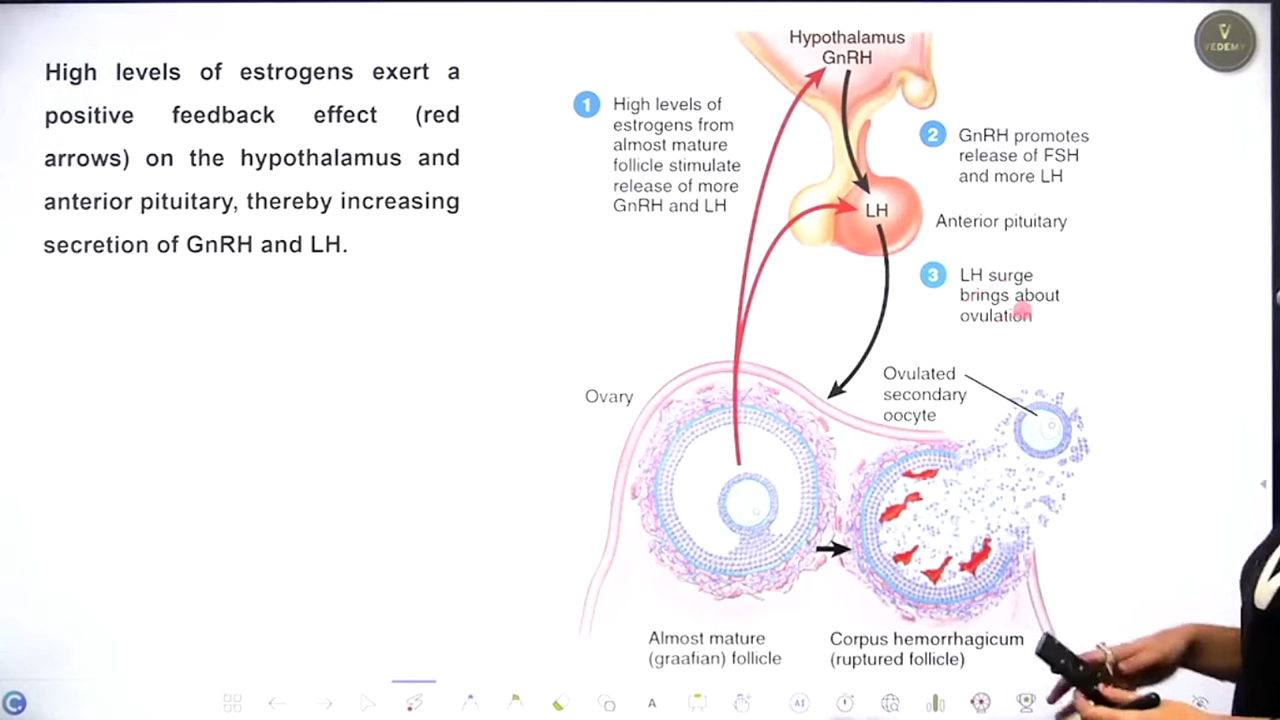 High levels of estrogens exert a
positive feedback effect (red
arrows) on the hypothalamus and
anterior pituitary, thereby increasing
secretion of GnRH and LH.
Hypothalamus
GnRH
1
High levels of
estrogens from
almost mature
follicle stimulate
release of more
GnRH and LH
2
GnRH promotes
release of FSH
and more LH
LH
Anterior pituitary
3
LH surge
brings about
ovulation
Ovary
Ovulated
secondary
oocyte
Almost mature
(graafian) follicle
Corpus hemorrhagicum
(ruptured follicle)
V
VEDEMY
A
AI